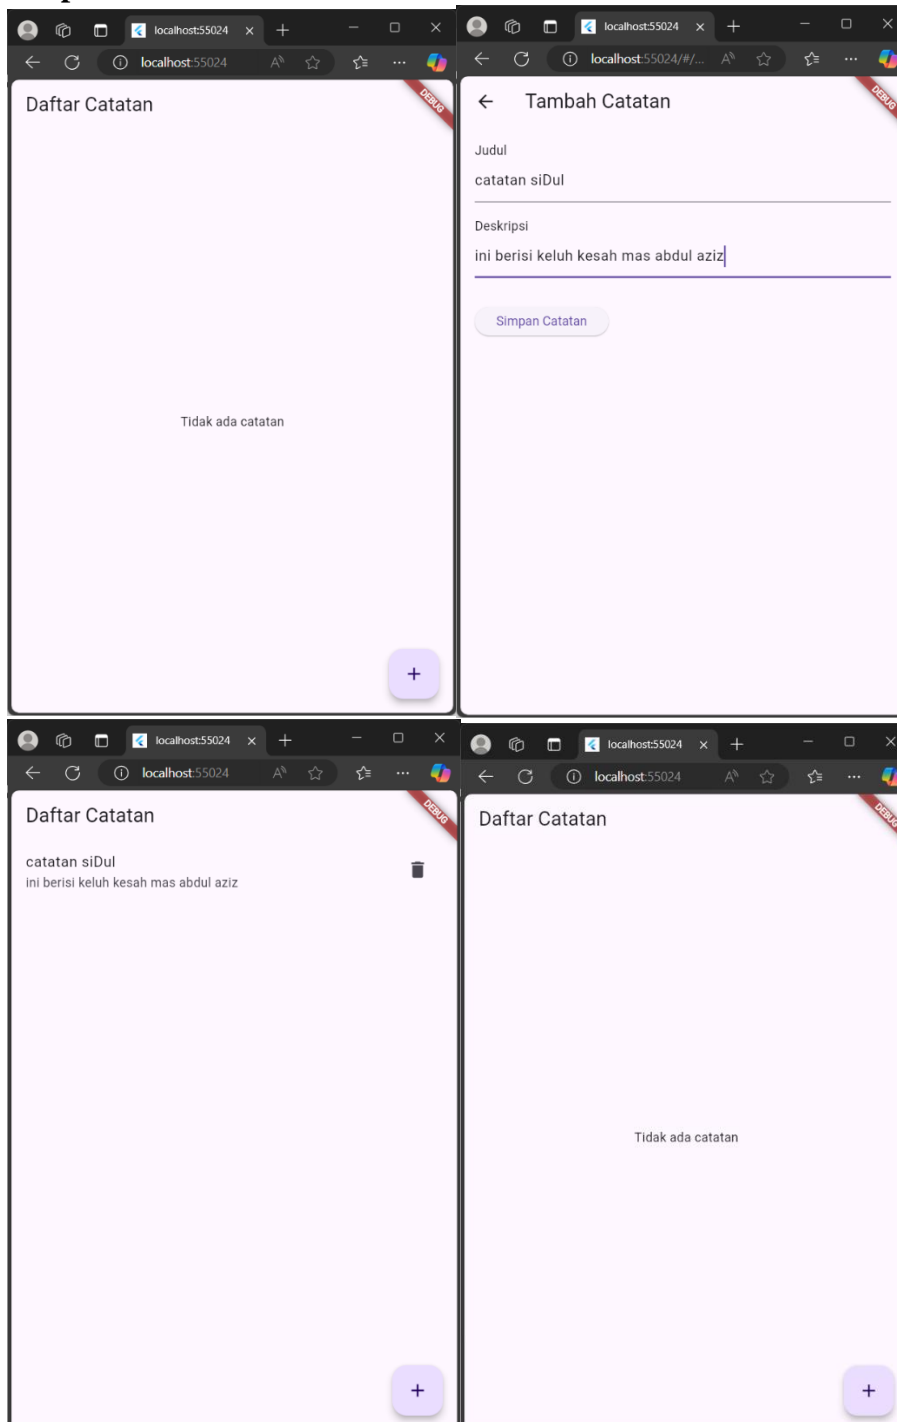 localhost:55024
localhost:55024
DEBUG
Daftar Catatan
Tidak ada catatan
+
localhost:55024
localhost:55024/#/...
DEBUG
Tambah Catatan
Judul
catatan siDul
Deskripsi
ini berisi keluh kesah mas abdul aziz
Simpan Catatan
localhost:55024
localhost:55024
DEBUG
Daftar Catatan
catatan siDul
ini berisi keluh kesah mas abdul aziz
+
localhost:55024
localhost:55024
DEBUG
Daftar Catatan
Tidak ada catatan
+